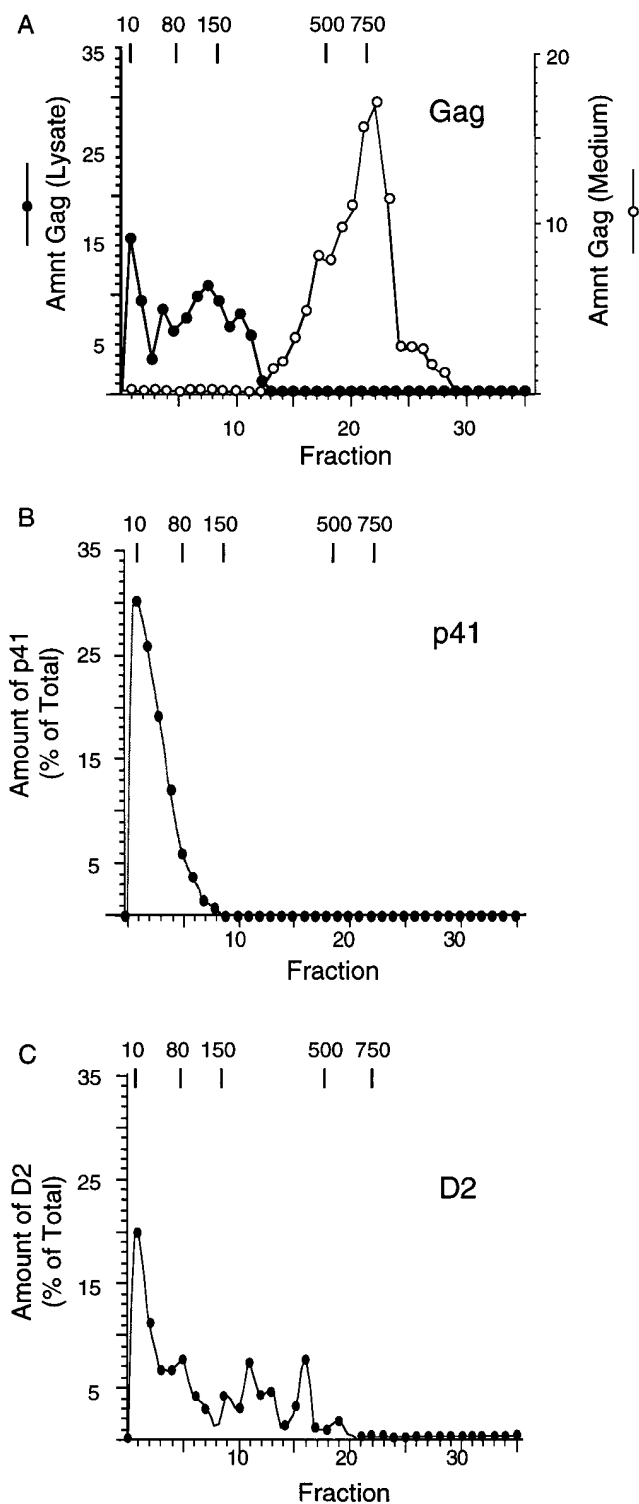 A
10 80 150 500 750
35
25
15
5
Amnt Gag (Lysate)
Gag
20
10
Amnt Gag (Medium)
10 20 30
Fraction
B
10 80 150 500 750
35
25
15
5
Amount of p41
(% of Total)
p41
10 20 30
Fraction
C
10 80 150 500 750
35
25
15
5
Amount of D2
(% of Total)
D2
10 20 30
Fraction